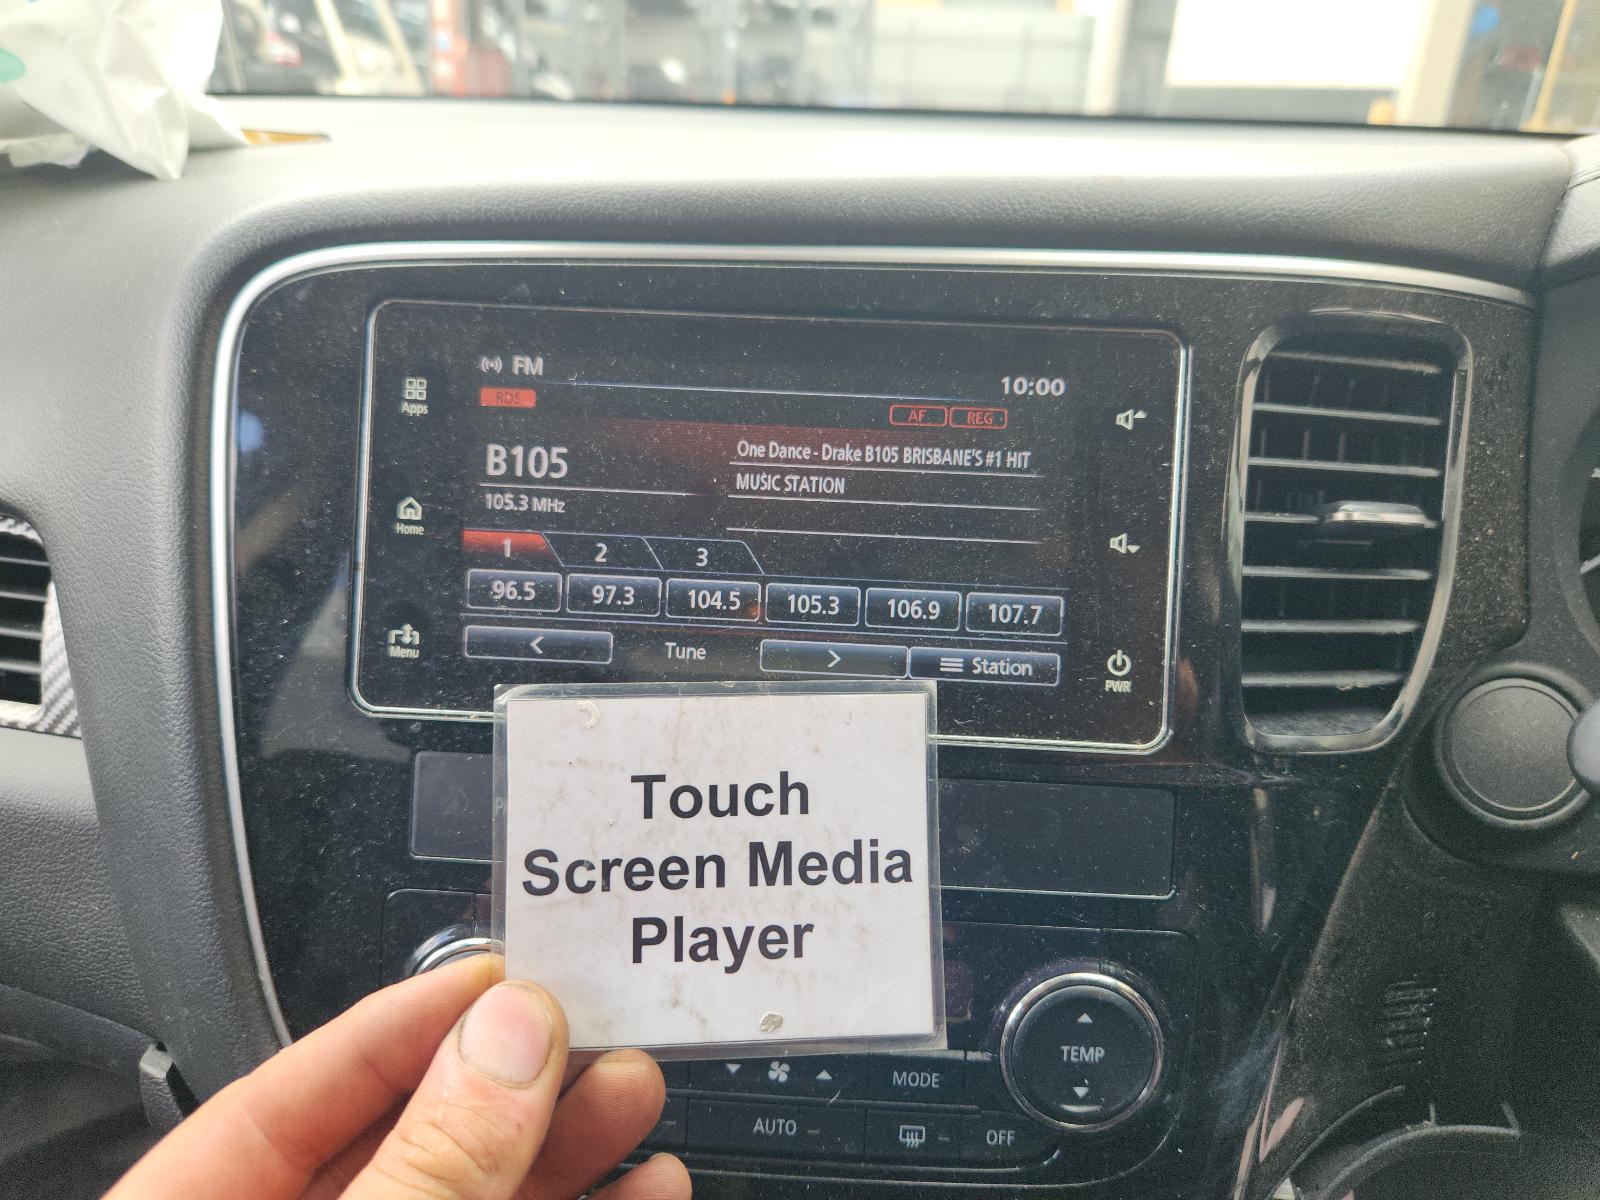 FM
10:00
RDS
AF REG
Apps
B105
One Dance - Drake B105 BRISBANE'S #1 HIT
MUSIC STATION
105.3 MHz
Home
1 2 3
96.5 97.3 104.5 105.3 106.9 107.7
Menu
< Tune > Station
PWR
Touch
Screen Media
Player
TEMP
MODE
AUTO
OFF